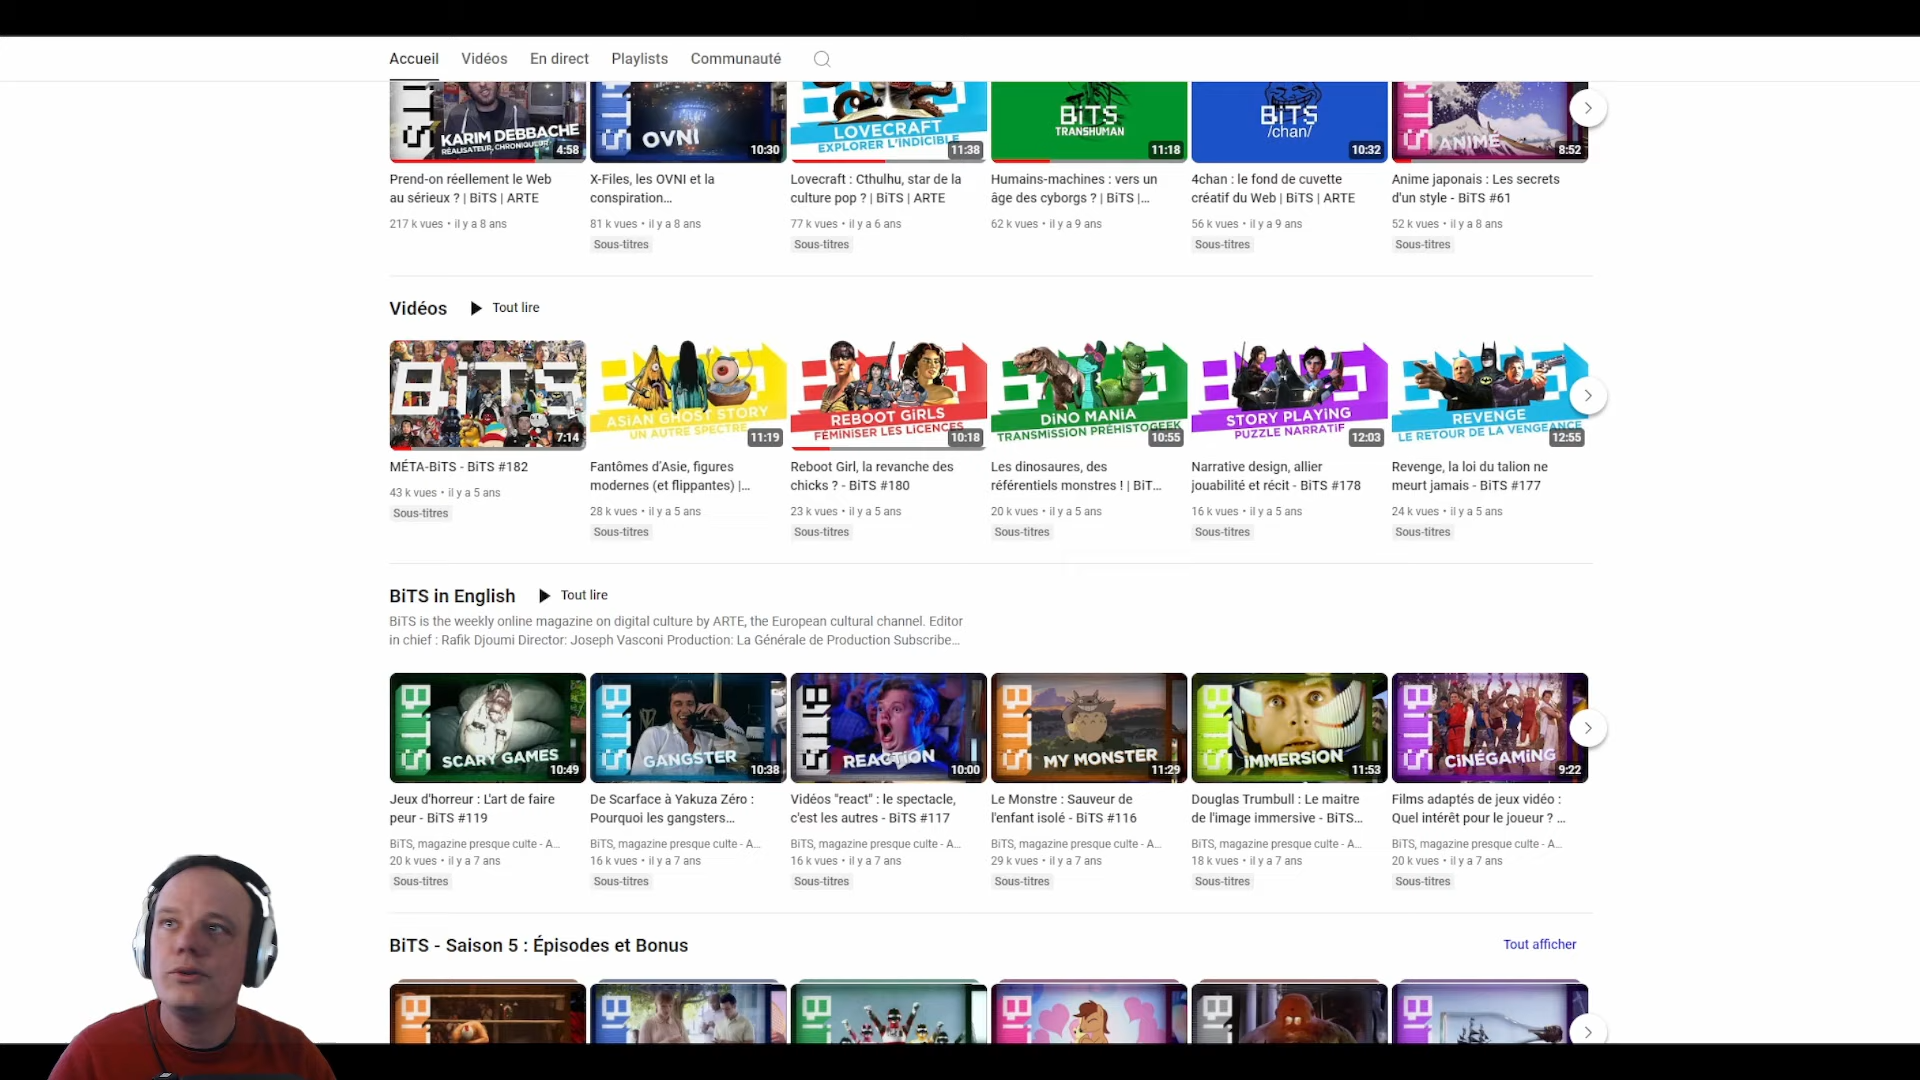 Accueil Vidéos En direct Playlists Communauté
KARIM DEBBACHE
RÉALISATEUR, CHRONIQUEUR
4:58
OVNI
10:30
LOVECRAFT
EXPLORER L'INDICIBLE
11:38
BiTS
TRANSHUMAN
11:18
BiTS
/chan/
10:32
ANIME
8:52
Prend-on réellement le Web
au sérieux ? | BiTS | ARTE
217 k vues • il y a 8 ans
X-Files, les OVNI et la
conspiration…
81 k vues • il y a 8 ans
Sous-titres
Lovecraft : Cthulhu, star de la
culture pop ? | BiTS | ARTE
77 k vues • il y a 6 ans
Sous-titres
Humains-machines : vers un
âge des cyborgs ? | BiTS |…
62 k vues • il y a 9 ans
4chan : le fond de cuvette
créatif du Web | BiTS | ARTE
56 k vues • il y a 9 ans
Sous-titres
Anime japonais : Les secrets
d'un style - BiTS #61
52 k vues • il y a 8 ans
Sous-titres
Vidéos Tout lire
BiTS
7:14
ASiAN GHOST STORY
UN AUTRE SPECTRE
11:19
REBOOT GiRLS
FÉMINISER LES LiCENCES
10:18
DiNO MANiA
TRANSMISSION PRÉHISTOGEEK
10:55
STORY PLAYiNG
PUZZLE NARRATIF
12:03
REVENGE
LE RETOUR DE LA VENGEANCE
12:55
MÉTA-BiTS - BiTS #182
43 k vues • il y a 5 ans
Sous-titres
Fantômes d'Asie, figures
modernes (et flippantes) |…
28 k vues • il y a 5 ans
Sous-titres
Reboot Girl, la revanche des
chicks ? - BiTS #180
23 k vues • il y a 5 ans
Sous-titres
Les dinosaures, des
référentiels monstres ! | BiT…
20 k vues • il y a 5 ans
Sous-titres
Narrative design, allier
jouabilité et récit - BiTS #178
16 k vues • il y a 5 ans
Sous-titres
Revenge, la loi du talion ne
meurt jamais - BiTS #177
24 k vues • il y a 5 ans
Sous-titres
BiTS in English Tout lire
BiTS is the weekly online magazine on digital culture by ARTE, the European cultural channel. Editor
in chief : Rafik Djoumi Director: Joseph Vasconi Production: La Générale de Production Subscribe…
BiTS
SCARY GAMES
10:49
BiTS
GANGSTER
10:38
BiTS
REACTiON
10:00
BiTS
MY MONSTER
11:29
BiTS
iMMERSiON
11:53
BiTS
CiNÉGAMiNG
9:22
Jeux d'horreur : L'art de faire
peur - BiTS #119
BiTS, magazine presque culte - A…
20 k vues • il y a 7 ans
Sous-titres
De Scarface à Yakuza Zéro :
Pourquoi les gangsters…
BiTS, magazine presque culte - A…
16 k vues • il y a 7 ans
Sous-titres
Vidéos "react" : le spectacle,
c'est les autres - BiTS #117
BiTS, magazine presque culte - A…
16 k vues • il y a 7 ans
Sous-titres
Le Monstre : Sauveur de
l'enfant isolé - BiTS #116
BiTS, magazine presque culte - A…
29 k vues • il y a 7 ans
Sous-titres
Douglas Trumbull : Le maitre
de l'image immersive - BiTS…
BiTS, magazine presque culte - A…
18 k vues • il y a 7 ans
Sous-titres
Films adaptés de jeux vidéo :
Quel intérêt pour le joueur ? …
BiTS, magazine presque culte - A…
20 k vues • il y a 7 ans
Sous-titres
BiTS - Saison 5 : Épisodes et Bonus Tout afficher